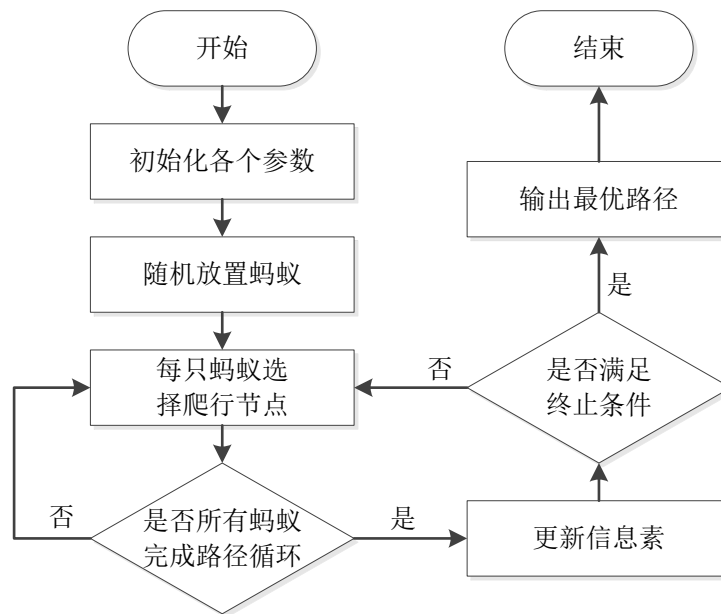 开始
初始化各个参数
随机放置蚂蚁
每只蚂蚁选
择爬行节点
否
是否所有蚂蚁
完成路径循环
是
更新信息素
是否满足
终止条件
否
是
输出最优路径
结束